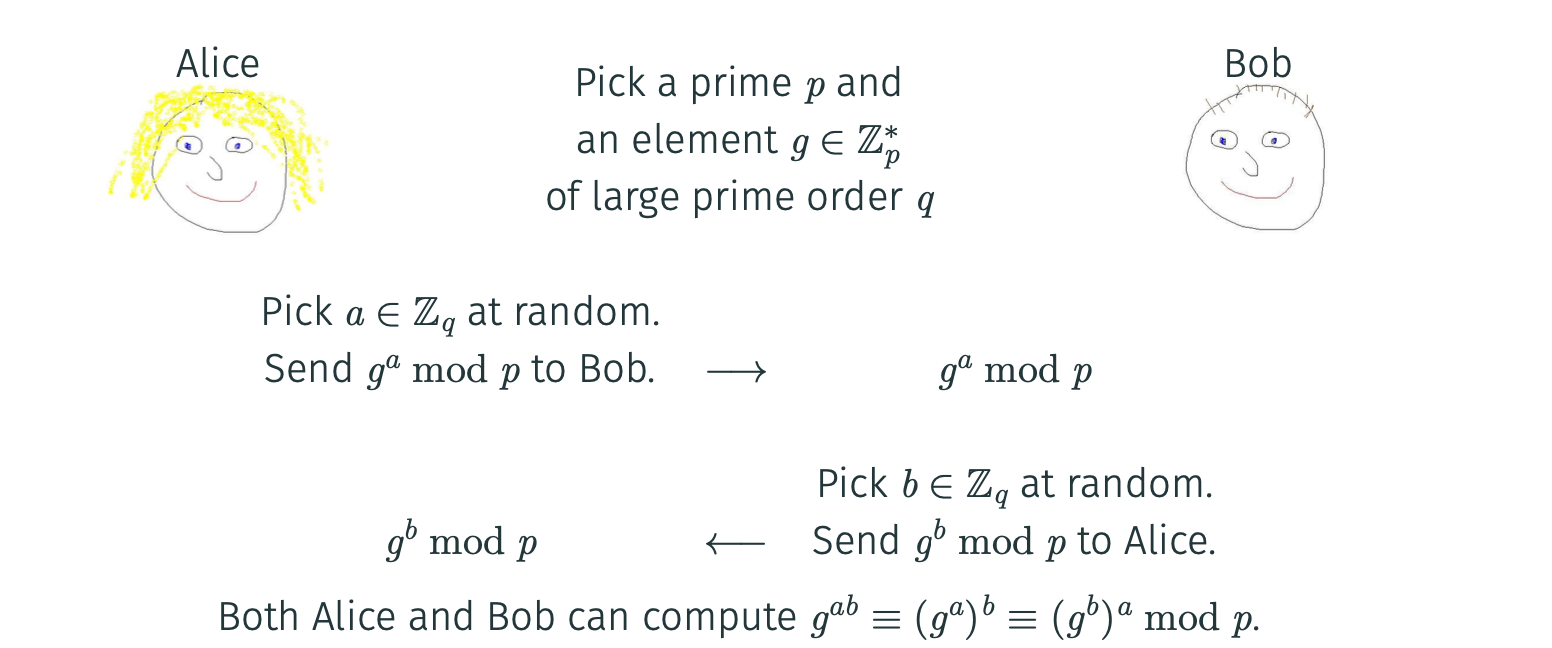 Alice
Bob
Pick a prime $p$ and
an element $g \in \mathbb{Z}_p^*$
of large prime order $q$
Pick $a \in \mathbb{Z}_q$ at random.
Send $g^a \bmod p$ to Bob. $\longrightarrow$ $g^a \bmod p$
Pick $b \in \mathbb{Z}_q$ at random.
$g^b \bmod p$ $\longleftarrow$ Send $g^b \bmod p$ to Alice.
Both Alice and Bob can compute $g^{ab} \equiv (g^a)^b \equiv (g^b)^a \bmod p$.